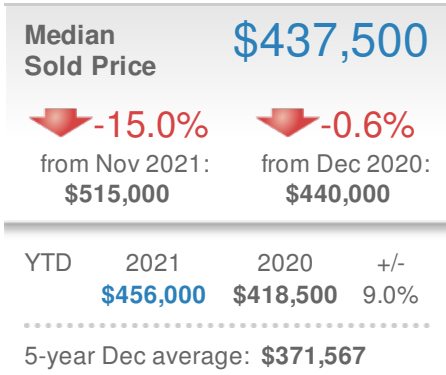 Median
Sold Price
$437,500
-15.0%
from Nov 2021:
$515,000
-0.6%
from Dec 2020:
$440,000
YTD 2021 2020 +/-
$456,000 $418,500 9.0%
5-year Dec average: $371,567